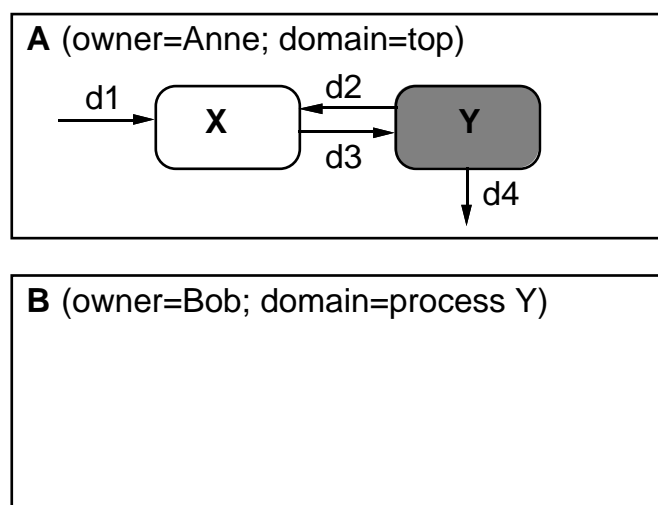 A (owner=Anne; domain=top)
d1
X
d2
d3
Y
d4
B (owner=Bob; domain=process Y)